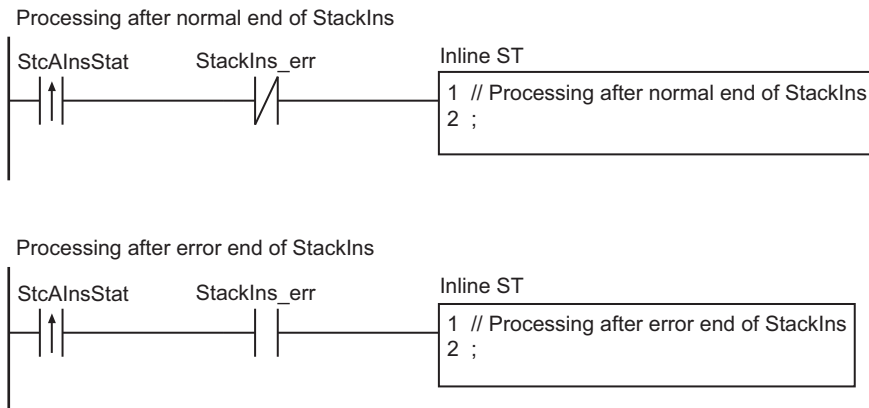 Processing after normal end of StackIns
StcAInsStat StackIns_err Inline ST
1 // Processing after normal end of StackIns
2 ;
Processing after error end of StackIns
StcAInsStat StackIns_err Inline ST
1 // Processing after error end of StackIns
2 ;